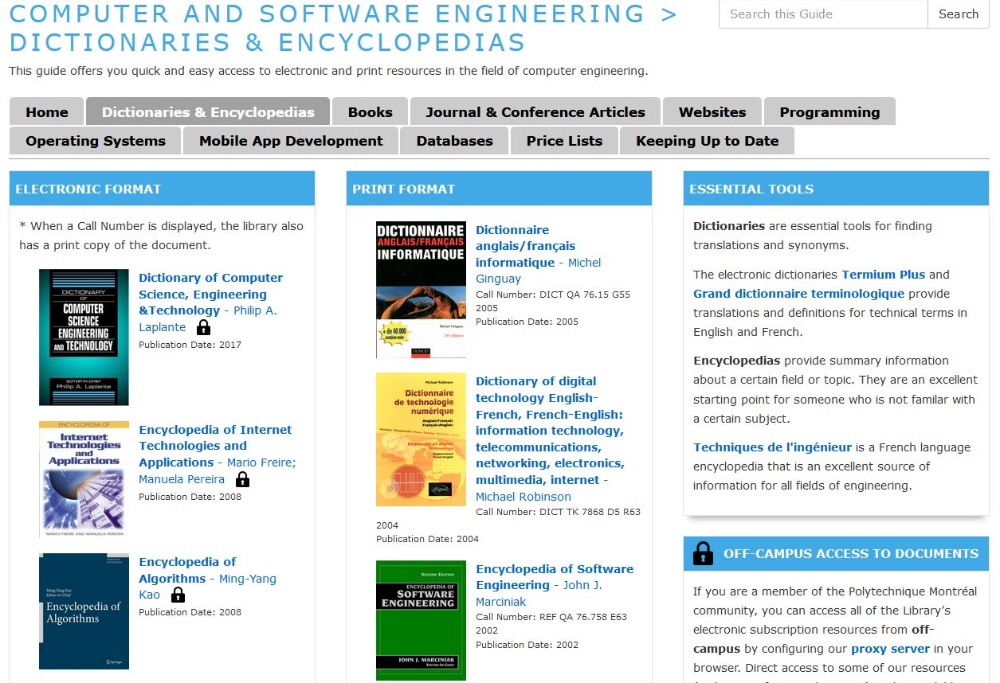 COMPUTER AND SOFTWARE ENGINEERING >
DICTIONARIES & ENCYCLOPEDIAS
Search this Guide
Search
This guide offers you quick and easy access to electronic and print resources in the field of computer engineering.
Home
Dictionaries & Encyclopedias
Books
Journal & Conference Articles
Websites
Programming
Operating Systems
Mobile App Development
Databases
Price Lists
Keeping Up to Date
ELECTRONIC FORMAT
* When a Call Number is displayed, the library also
has a print copy of the document.
DICTIONARY
OF
COMPUTER
SCIENCE
ENGINEERING
AND TECHNOLOGY
EDITOR-IN-CHIEF
Phillip A. Laplante
Dictionary of Computer
Science, Engineering
&Technology - Philip A.
Laplante
Publication Date: 2017
ENCYCLOPEDIA OF
Internet
Technologies
and
Applications
MARIO FREIRE AND MANUELA PEREIRA
Encyclopedia of Internet
Technologies and
Applications - Mario Freire;
Manuela Pereira
Publication Date: 2008
Ming-Yang Kao
Editor-in-Chief
Encyclopedia of
Algorithms
Springer
Encyclopedia of
Algorithms - Ming-Yang
Kao
Publication Date: 2008
PRINT FORMAT
DICTIONNAIRE
ANGLAIS/FRANÇAIS
INFORMATIQUE
Michel Ginguay
+ de 40 000
14e édition
DUNOD
Dictionnaire
anglais/français
informatique - Michel
Ginguay
Call Number: DICT QA 76.15 G55
2005
Publication Date: 2005
Michael Robinson
Dictionnaire
de technologie
numérique
Anglais-Français
Français-Anglais
Dictionary of digital
technology
English-French
French-English
ellipses
Dictionary of digital
technology English-
French, French-English:
information technology,
telecommunications,
networking, electronics,
multimedia, internet -
Michael Robinson
Call Number: DICT TK 7868 D5 R63
2004
Publication Date: 2004
SECOND EDITION
ENCYCLOPEDIA OF
SOFTWARE
ENGINEERING
JOHN J. MARCINIAK
EDITOR-IN-CHIEF
Encyclopedia of Software
Engineering - John J.
Marciniak
Call Number: REF QA 76.758 E63
2002
Publication Date: 2002
ESSENTIAL TOOLS
Dictionaries are essential tools for finding
translations and synonyms.
The electronic dictionaries Termium Plus and
Grand dictionnaire terminologique provide
translations and definitions for technical terms in
English and French.
Encyclopedias provide summary information
about a certain field or topic. They are an excellent
starting point for someone who is not familar with
a certain subject.
Techniques de l'ingénieur is a French language
encyclopedia that is an excellent source of
information for all fields of engineering.
OFF-CAMPUS ACCESS TO DOCUMENTS
If you are a member of the Polytechnique Montréal
community, you can access all of the Library's
electronic subscription resources from off-
campus by configuring our proxy server in your
browser. Direct access to some of our resources